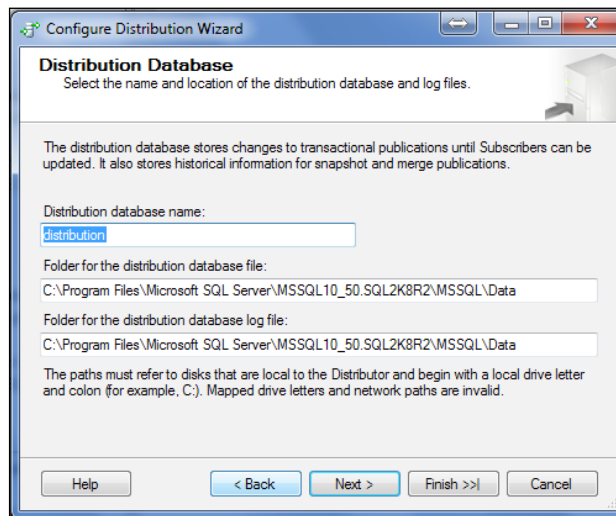 Configure Distribution Wizard
Distribution Database
Select the name and location of the distribution database and log files.
The distribution database stores changes to transactional publications until Subscribers can be
updated. It also stores historical information for snapshot and merge publications.
Distribution database name:
distribution
Folder for the distribution database file:
C:\Program Files\Microsoft SQL Server\MSSQL10_50.SQL2K8R2\MSSQL\Data
Folder for the distribution database log file:
C:\Program Files\Microsoft SQL Server\MSSQL10_50.SQL2K8R2\MSSQL\Data
The paths must refer to disks that are local to the Distributor and begin with a local drive letter
and colon (for example, C:). Mapped drive letters and network paths are invalid.
Help < Back Next > Finish >>| Cancel